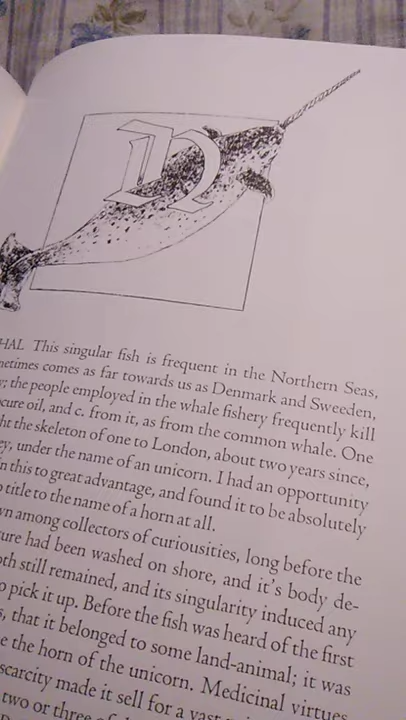 N
HAL This singular fish is frequent in the Northern Seas,
metimes comes as far towards us as Denmark and Sweeden,
y; the people employed in the whale fishery frequently kill
ocure oil, and c. from it, as from the common whale. One
ht the skeleton of one to London, about two years since,
ey, under the name of an unicorn. I had an opportunity
in this to great advantage, and found it to be absolutely
o title to the name of a horn at all.
wn among collectors of curiousities, long before the
ture had been washed on shore, and it's body de-
oth still remained, and its singularity induced any
o pick it up. Before the fish was heard of the first
s, that it belonged to some land-animal; it was
e the horn of the unicorn. Medicinal virtues
scarcity made it sell for a vast
two or three of